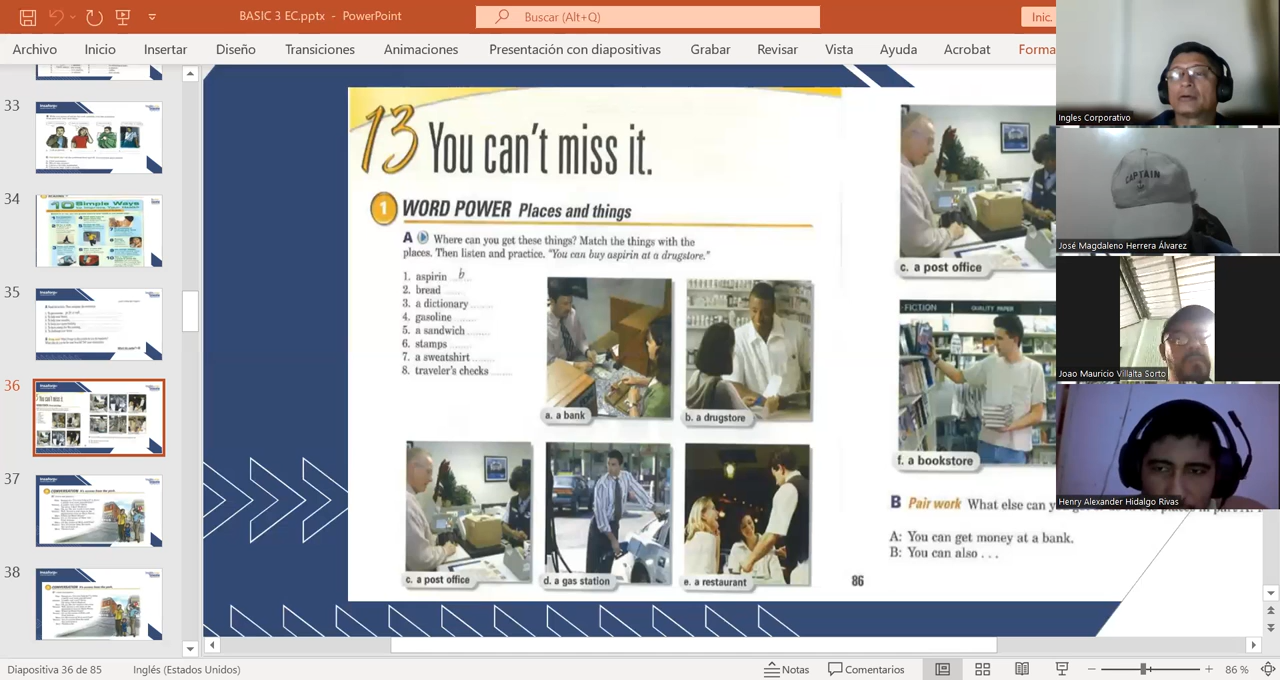 BASIC 3 EC.pptx - PowerPoint
Buscar (Alt+Q)
Inic.
Archivo Inicio Insertar Diseño Transiciones Animaciones Presentación con diapositivas Grabar Revisar Vista Ayuda Acrobat Forma
33
34
10 Simple Ways
35
36
37
38
13 You can't miss it.
1 WORD POWER Places and things
A Where can you get these things? Match the things with the
places. Then listen and practice. "You can buy aspirin at a drugstore."
1. aspirin b
2. bread
3. a dictionary
4. gasoline
5. a sandwich
6. stamps
7. a sweatshirt
8. traveler's checks
a. a bank
b. a drugstore
c. a post office
d. a gas station
e. a restaurant
c. a post office
FICTION QUALITY PAPER
f. a bookstore
B Pair work What else can y
A: You can get money at a bank.
B: You can also . . .
86
Ingles Corporativo
CAPTAIN
José Magdaleno Herrera Álvarez
Joao Mauricio Villalta Sorto
Henry Alexander Hidalgo Rivas
Diapositiva 36 de 85 Inglés (Estados Unidos)
Notas Comentarios 86 %